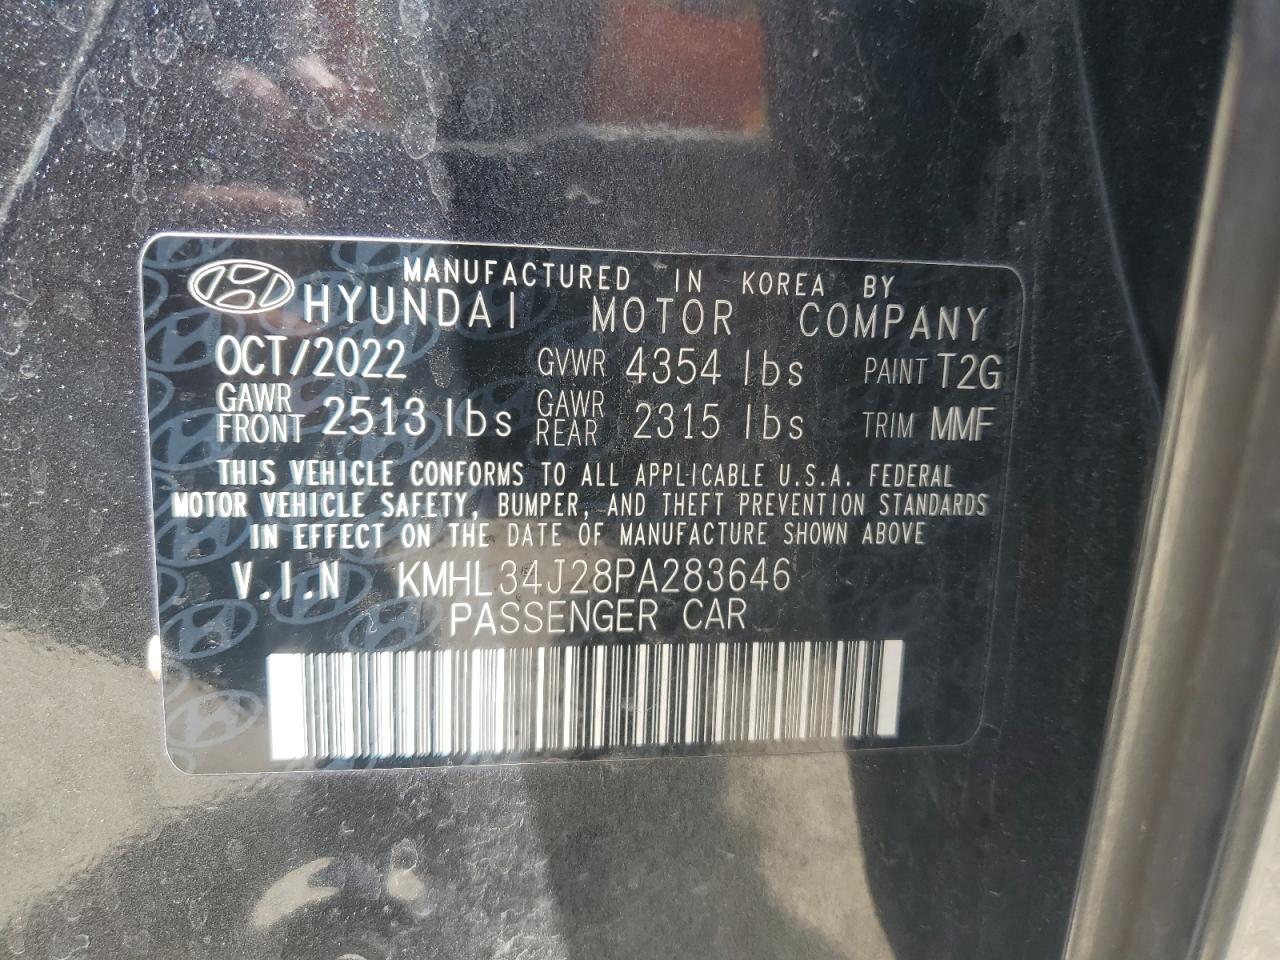 MANUFACTURED IN KOREA BY
HYUNDAI MOTOR COMPANY
OCT/2022 GVWR 4354 lbs PAINT T2G
GAWR FRONT 2513 lbs GAWR REAR 2315 lbs TRIM MMF
THIS VEHICLE CONFORMS TO ALL APPLICABLE U.S.A. FEDERAL
MOTOR VEHICLE SAFETY, BUMPER, AND THEFT PREVENTION STANDARDS
IN EFFECT ON THE DATE OF MANUFACTURE SHOWN ABOVE
V.I.N KMHL34J28PA283646
PASSENGER CAR